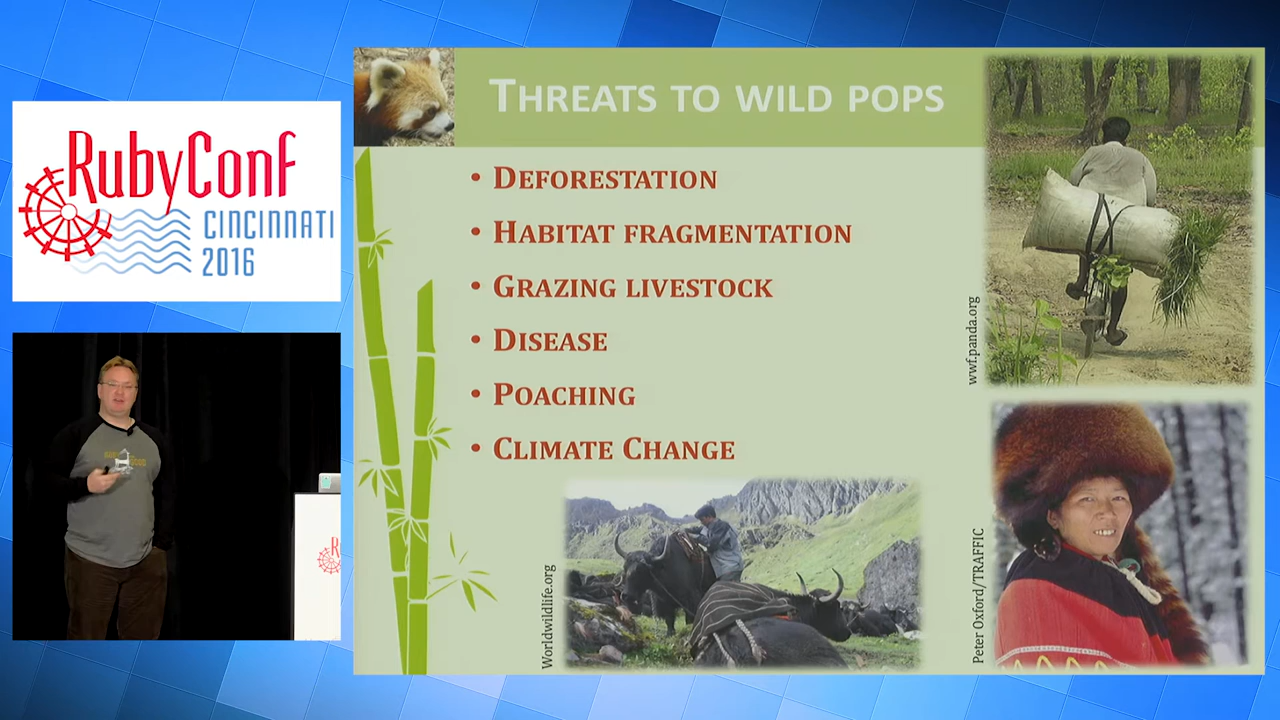 RubyConf
CINCINNATI
2016
THREATS TO WILD POPS
• DEFORESTATION
• HABITAT FRAGMENTATION
• GRAZING LIVESTOCK
• DISEASE
• POACHING
• CLIMATE CHANGE
wwf.panda.org
Worldwildlife.org
Peter Oxford/TRAFFIC